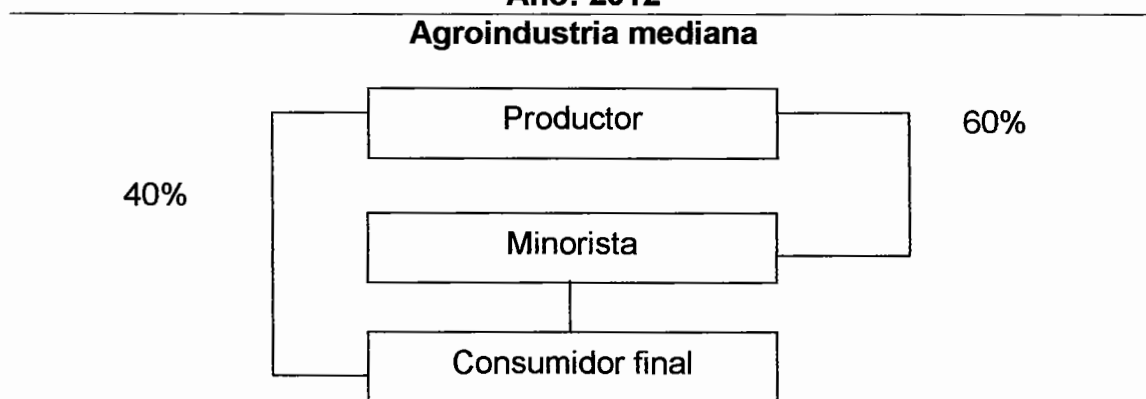 Agroindustria mediana
Productor
60%
40%
Minorista
Consumidor final